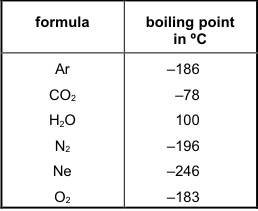 formula boiling point in ºC
Ar –186
CO₂ –78
H₂O 100
N₂ –196
Ne –246
O₂ –183